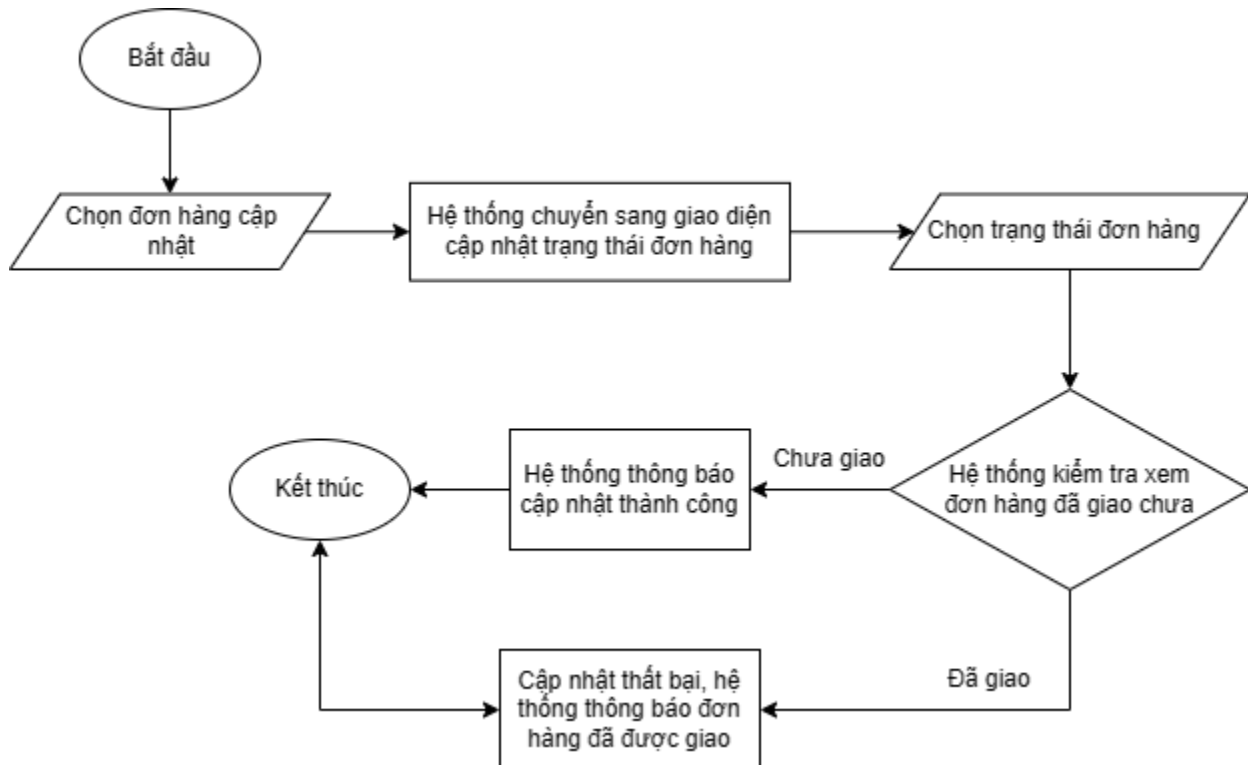 Bắt đầu
Chọn đơn hàng cập
nhật
Hệ thống chuyển sang giao diện
cập nhật trạng thái đơn hàng
Chọn trạng thái đơn hàng
Hệ thống kiểm tra xem
đơn hàng đã giao chưa
Chưa giao
Hệ thống thông báo
cập nhật thành công
Kết thúc
Đã giao
Cập nhật thất bại, hệ
thống thông báo đơn
hàng đã được giao